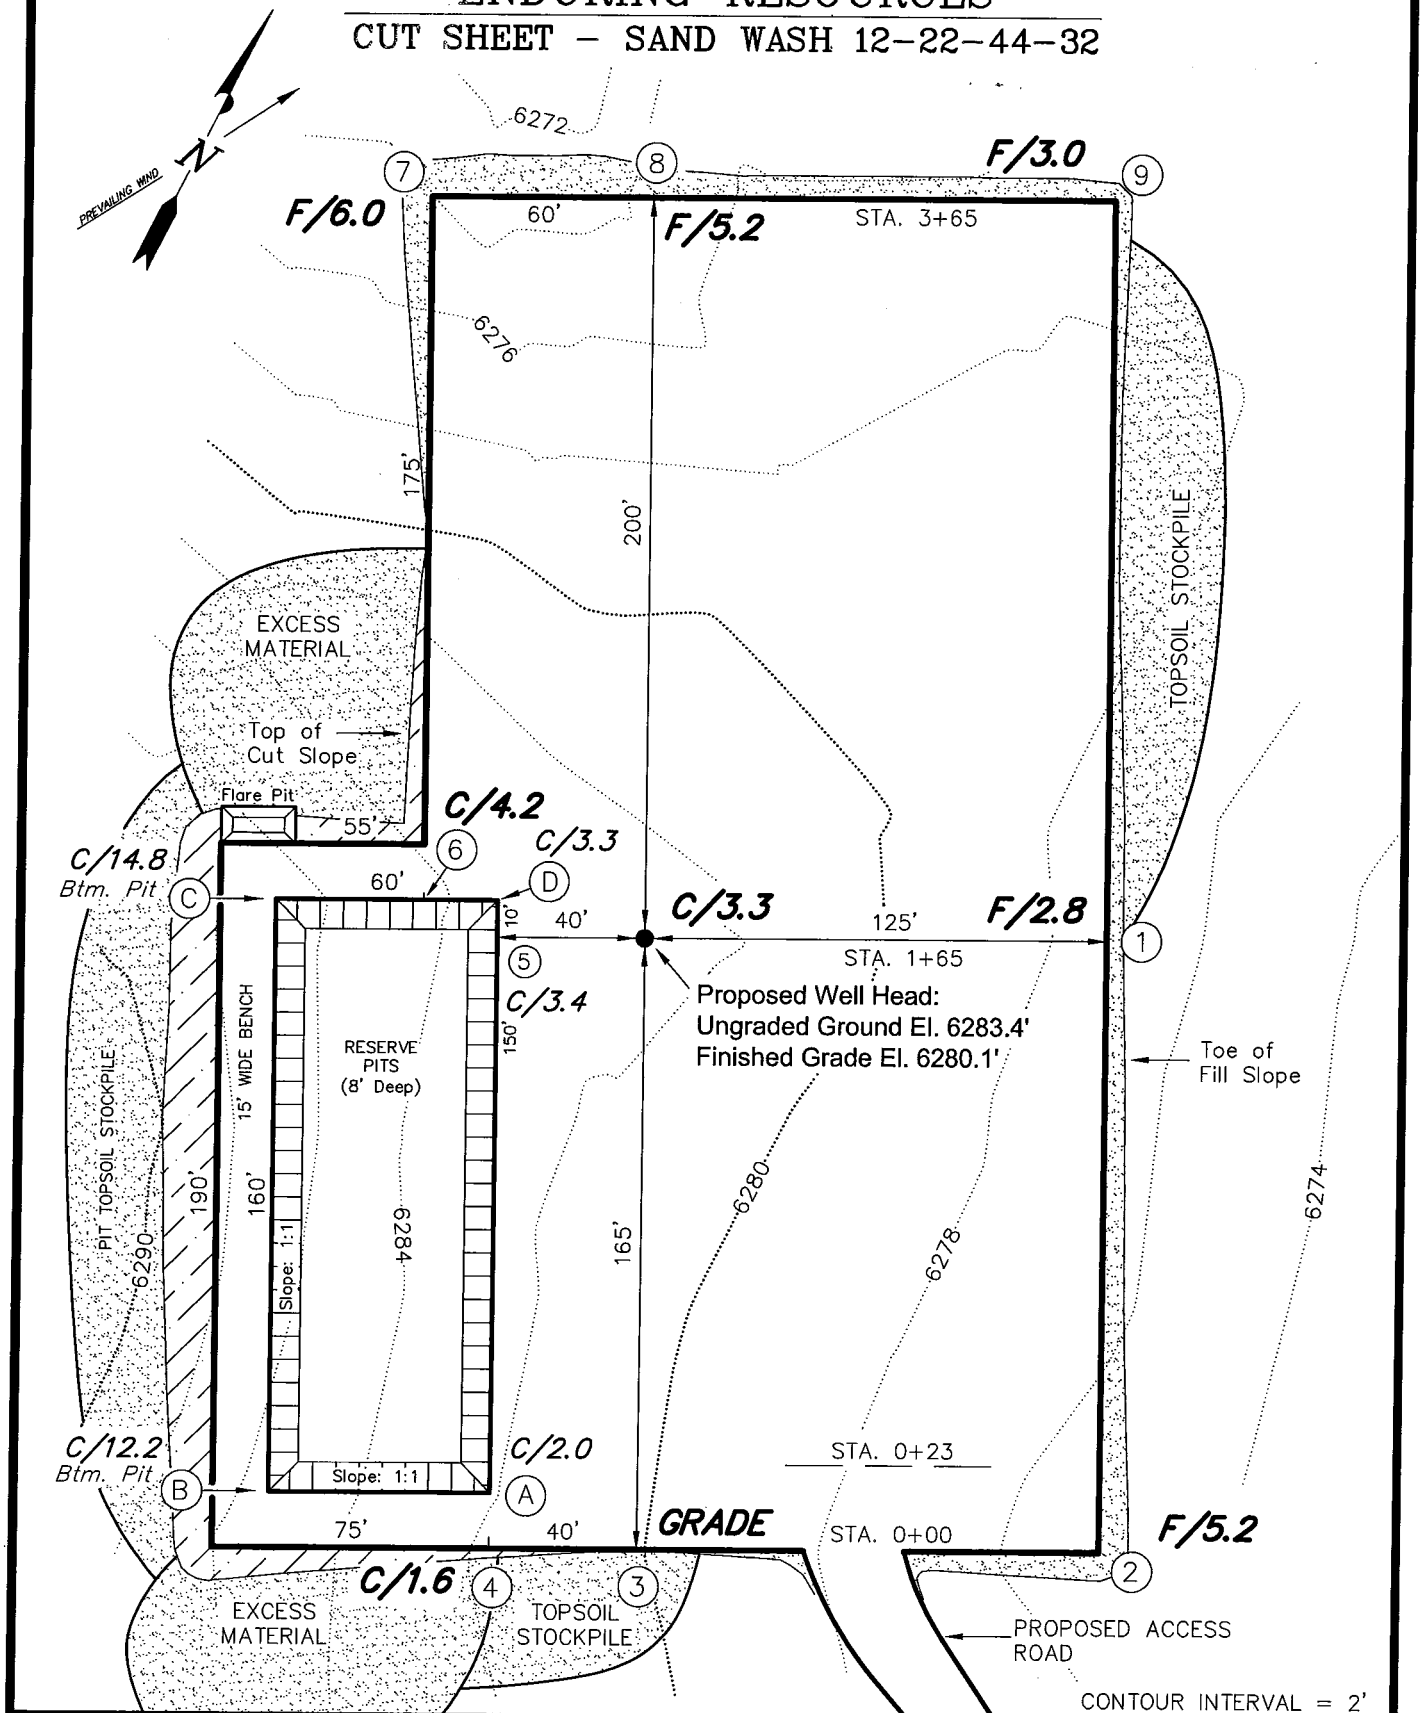 ENDURING RESOURCES
CUT SHEET – SAND WASH 12–22–44–32
6272
N
PREVAILING WIND
7
8
F/3.0
9
F/6.0
60'
F/5.2
STA. 3+65
6276
175'
200'
TOPSOIL STOCKPILE
EXCESS
MATERIAL
Top of
Cut Slope
Flare Pit
55'
C/4.2
6
C/3.3
D
C/14.8
Btm. Pit
C
60'
10'
40'
C/3.3
125'
F/2.8
1
STA. 1+65
5
C/3.4
Proposed Well Head:
Ungraded Ground El. 6283.4'
Finished Grade El. 6280.1'
15' WIDE BENCH
RESERVE
PITS
(8' Deep)
150'
Toe of
Fill Slope
PIT TOPSOIL STOCKPILE
190'
160'
6290
6284
165'
6280
6278
6274
Slope: 1:1
C/12.2
Btm. Pit
B
Slope: 1:1
C/2.0
A
STA. 0+23
75'
40'
GRADE
STA. 0+00
F/5.2
C/1.6
4
3
2
EXCESS
MATERIAL
TOPSOIL
STOCKPILE
PROPOSED ACCESS
ROAD
CONTOUR INTERVAL = 2'